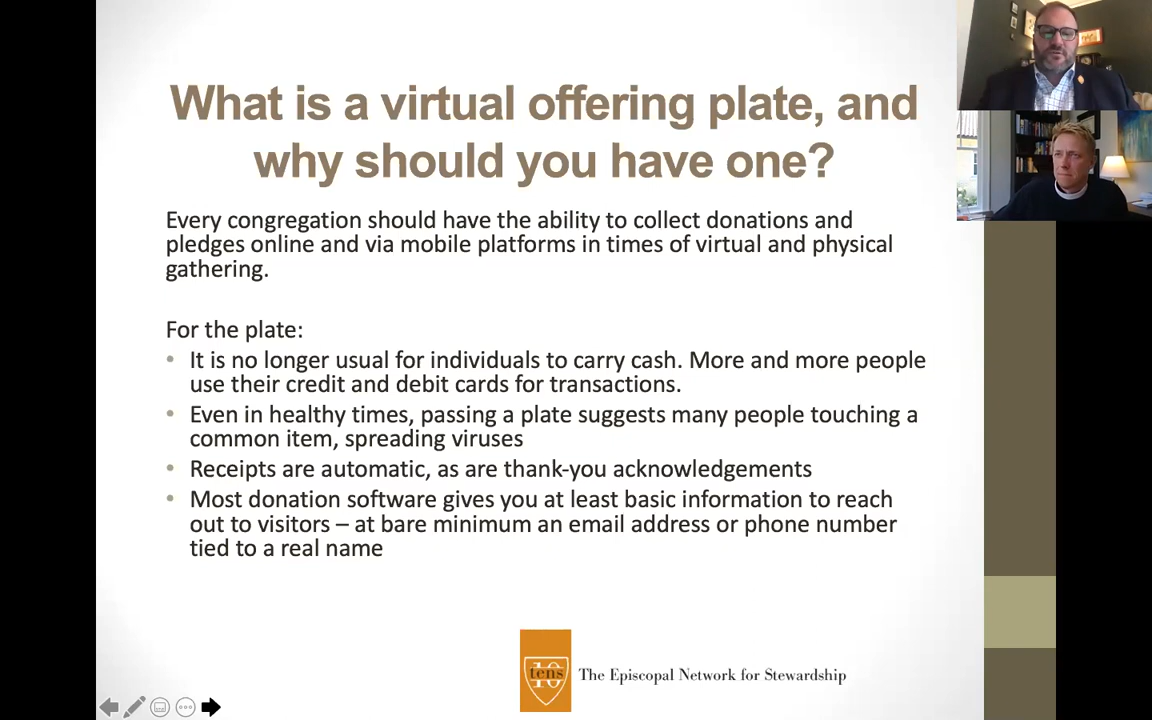 What is a virtual offering plate, and
why should you have one?
Every congregation should have the ability to collect donations and
pledges online and via mobile platforms in times of virtual and physical
gathering.
For the plate:
• It is no longer usual for individuals to carry cash. More and more people
use their credit and debit cards for transactions.
• Even in healthy times, passing a plate suggests many people touching a
common item, spreading viruses
• Receipts are automatic, as are thank-you acknowledgements
• Most donation software gives you at least basic information to reach
out to visitors – at bare minimum an email address or phone number
tied to a real name
10
tens
The Episcopal Network for Stewardship